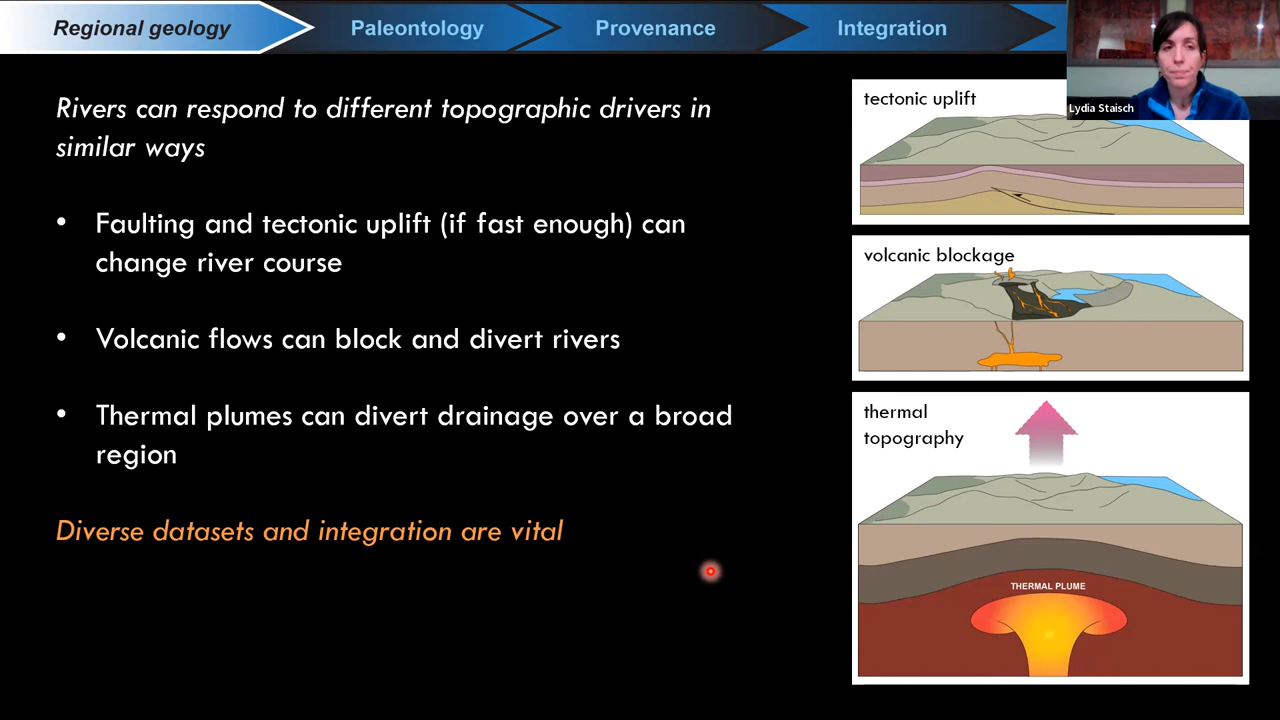 Regional geology
Paleontology
Provenance
Integration
Lydia Staisch
Rivers can respond to different topographic drivers in
similar ways
• Faulting and tectonic uplift (if fast enough) can
change river course
• Volcanic flows can block and divert rivers
• Thermal plumes can divert drainage over a broad
region
Diverse datasets and integration are vital
tectonic uplift
volcanic blockage
thermal
topography
THERMAL PLUME